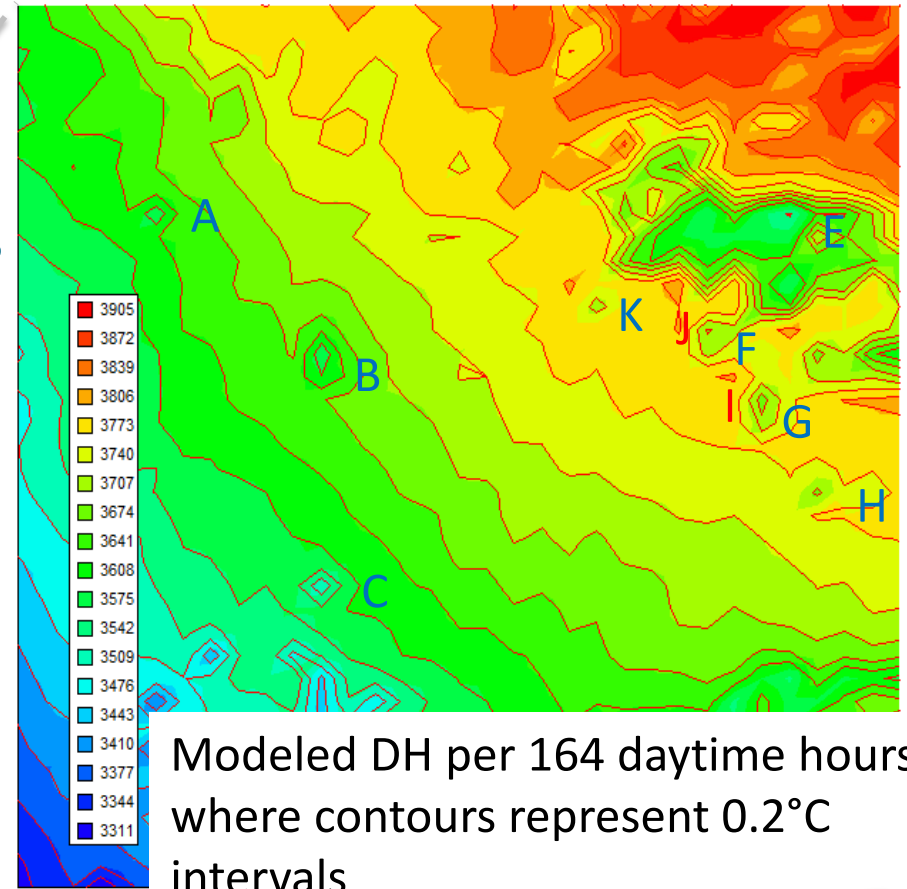 A
E
K
J
F
B
I
G
H
C
3905
3872
3839
3806
3773
3740
3707
3674
3641
3608
3575
3542
3509
3476
3443
3410
3377
3344
3311
Modeled DH per 164 daytime hours
where contours represent 0.2°C
intervals